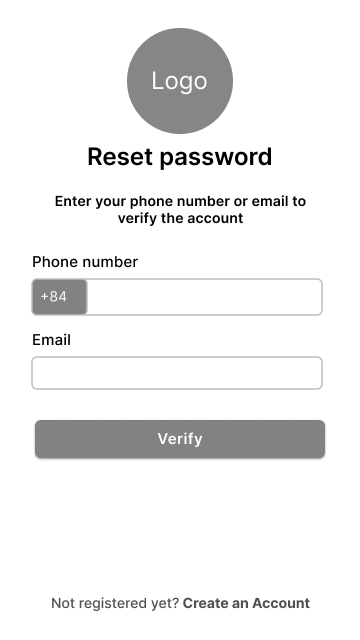 Logo
Reset password
Enter your phone number or email to
verify the account
Phone number
+84
Email
Verify
Not registered yet? Create an Account